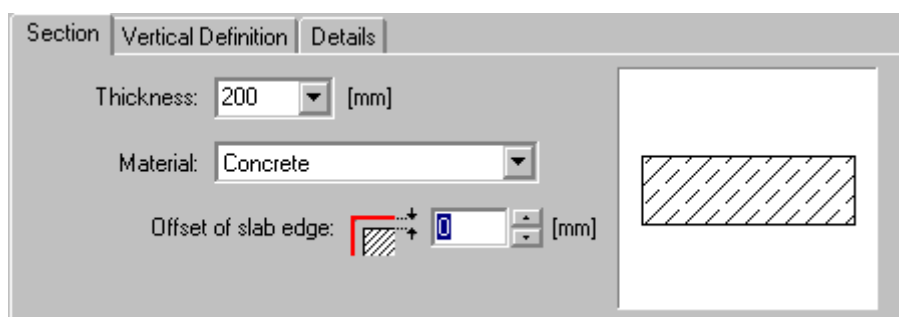 Section Vertical Definition Details
Thickness: 200 [mm]
Material: Concrete
Offset of slab edge: 0 [mm]